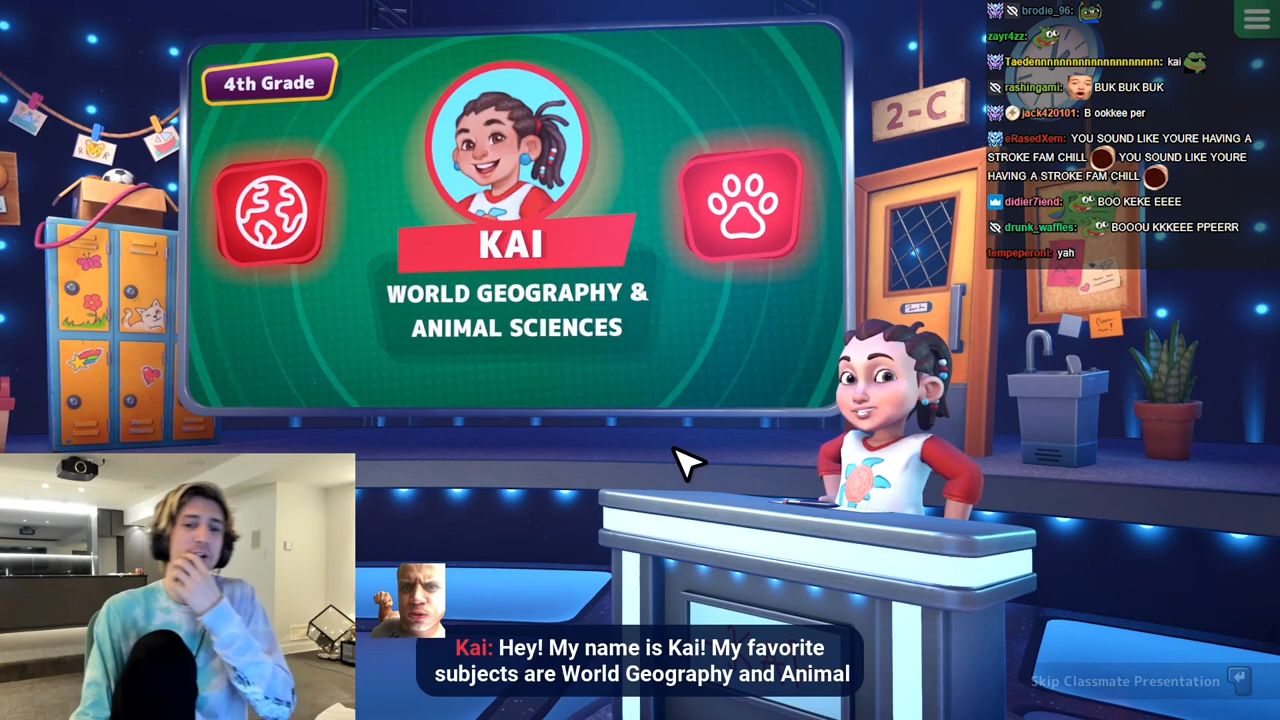 4th Grade
KAI
WORLD GEOGRAPHY &
ANIMAL SCIENCES
2-C
brodie_96:
zayr4zz:
Taedennnnnnnnnnnnnnnnnnn: kai
rashingami: BUK BUK BUK
jack420101: B ookkee per
eRasedXem: YOU SOUND LIKE YOURE HAVING A
STROKE FAM CHILL YOU SOUND LIKE YOURE
HAVING A STROKE FAM CHILL
didier7iend: BOO KEKE EEEE
drunk_waffles: BOOOU KKKEEE PPEERR
tempeperoni: yah
Kai: Hey! My name is Kai! My favorite
subjects are World Geography and Animal
Skip Classmate Presentation